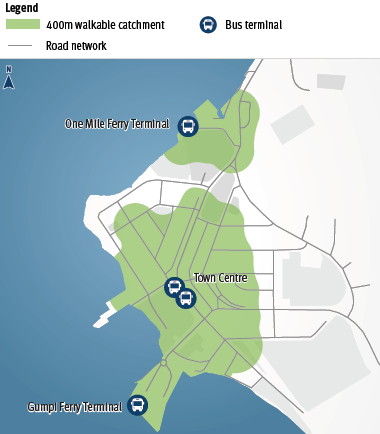 Legend
400m walkable catchment
Bus terminal
Road network
N
One Mile Ferry Terminal
Town Centre
Gumpi Ferry Terminal